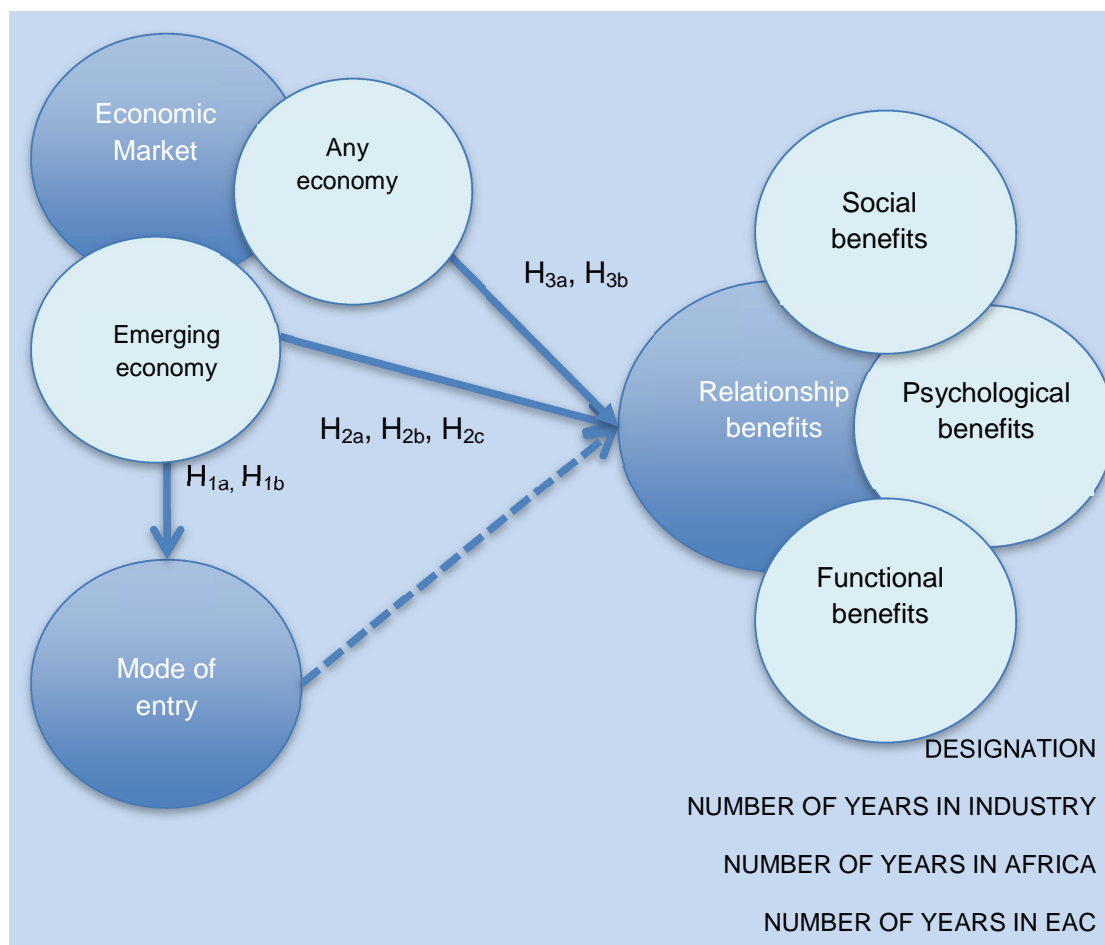 Economic
Market
Any
economy
Social
benefits
H3a, H3b
Emerging
economy
Relationship
benefits
Psychological
benefits
H2a, H2b, H2c
H1a, H1b
Functional
benefits
Mode of
entry
DESIGNATION
NUMBER OF YEARS IN INDUSTRY
NUMBER OF YEARS IN AFRICA
NUMBER OF YEARS IN EAC